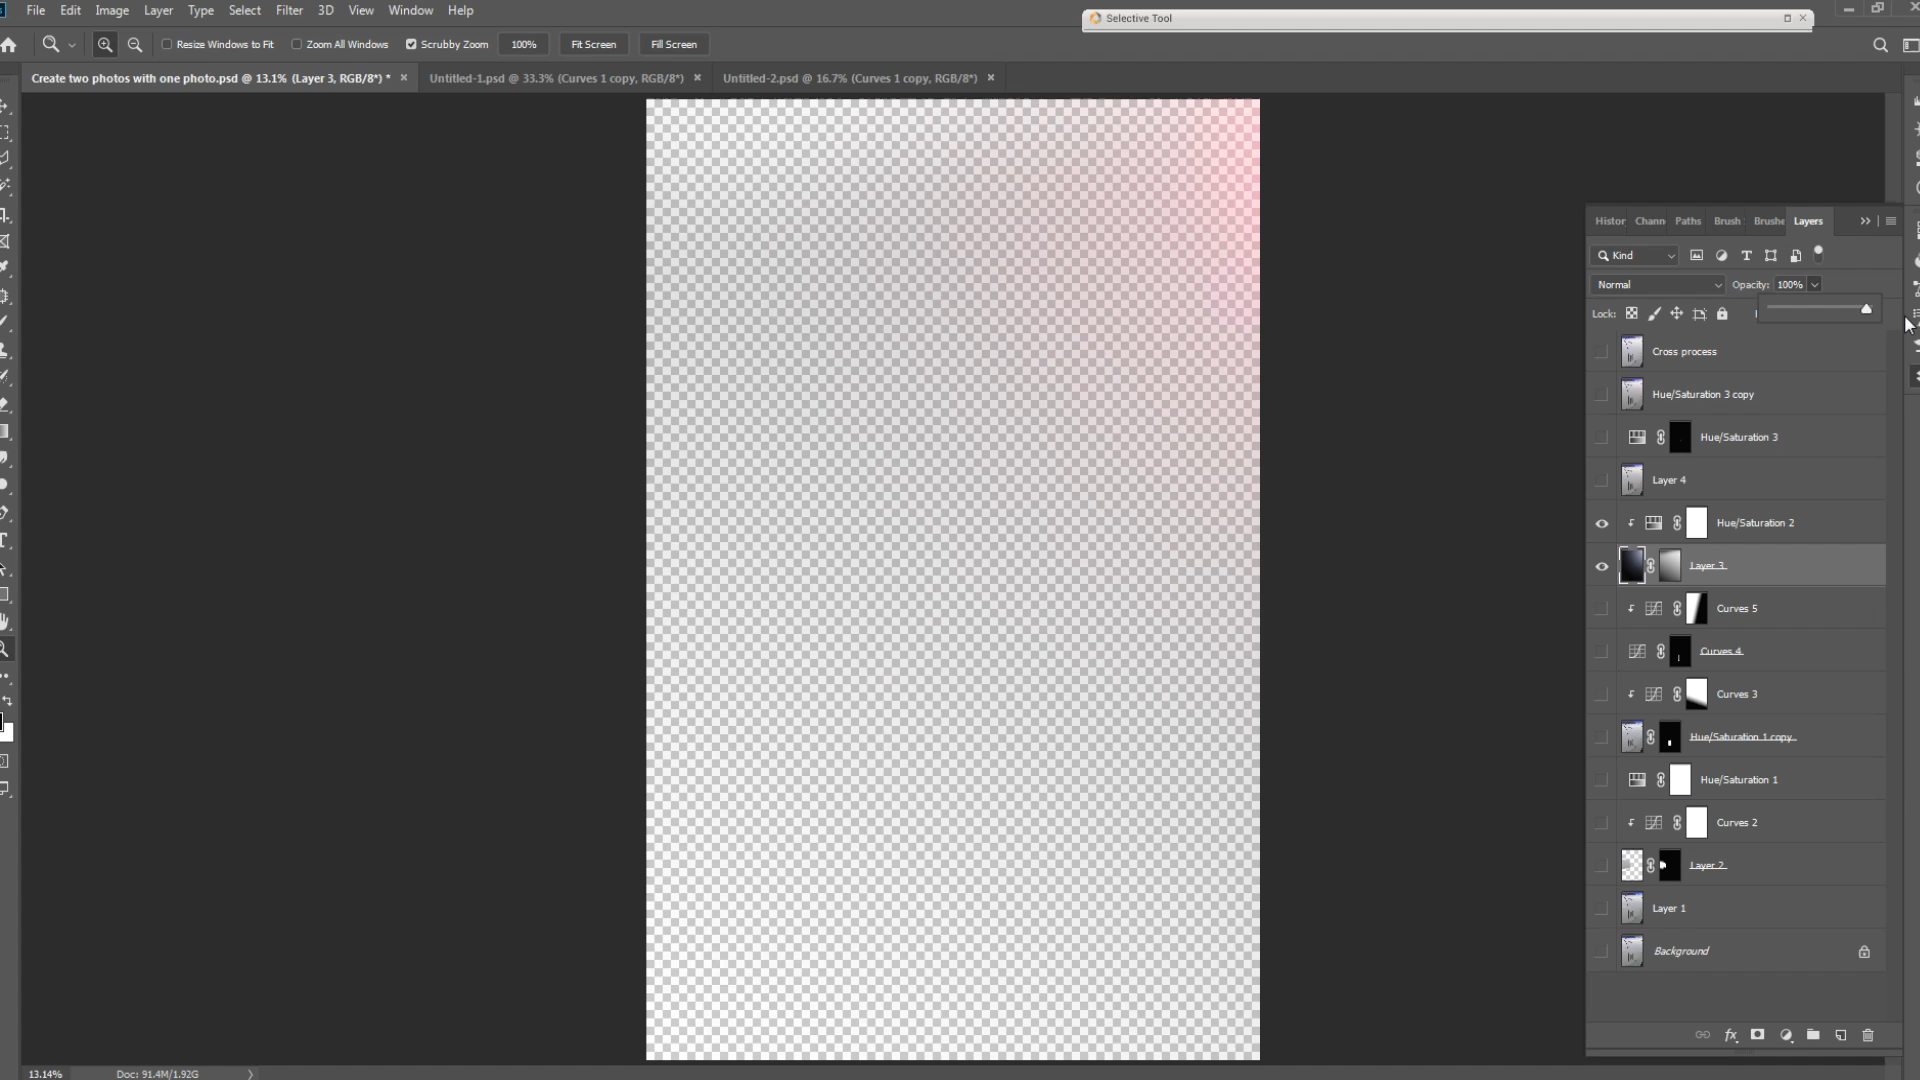 File Edit Image Layer Type Select Filter 3D View Window Help
Selective Tool
Resize Windows to Fit Zoom All Windows Scrubby Zoom 100% Fit Screen Fill Screen
Create two photos with one photo.psd @ 13.1% (Layer 3, RGB/8*) * Untitled-1.psd @ 33.3% (Curves 1 copy, RGB/8*) Untitled-2.psd @ 16.7% (Curves 1 copy, RGB/8*)
Histor Chann Paths Brush Brushe Layers
Kind
Normal Opacity: 100%
Lock:
Cross process
Hue/Saturation 3 copy
Hue/Saturation 3
Layer 4
Hue/Saturation 2
Layer 3
Curves 5
Curves 4
Curves 3
Hue/Saturation 1 copy
Hue/Saturation 1
Curves 2
Layer 2
Layer 1
Background
fx
13.14% Doc: 91.4M/1.92G